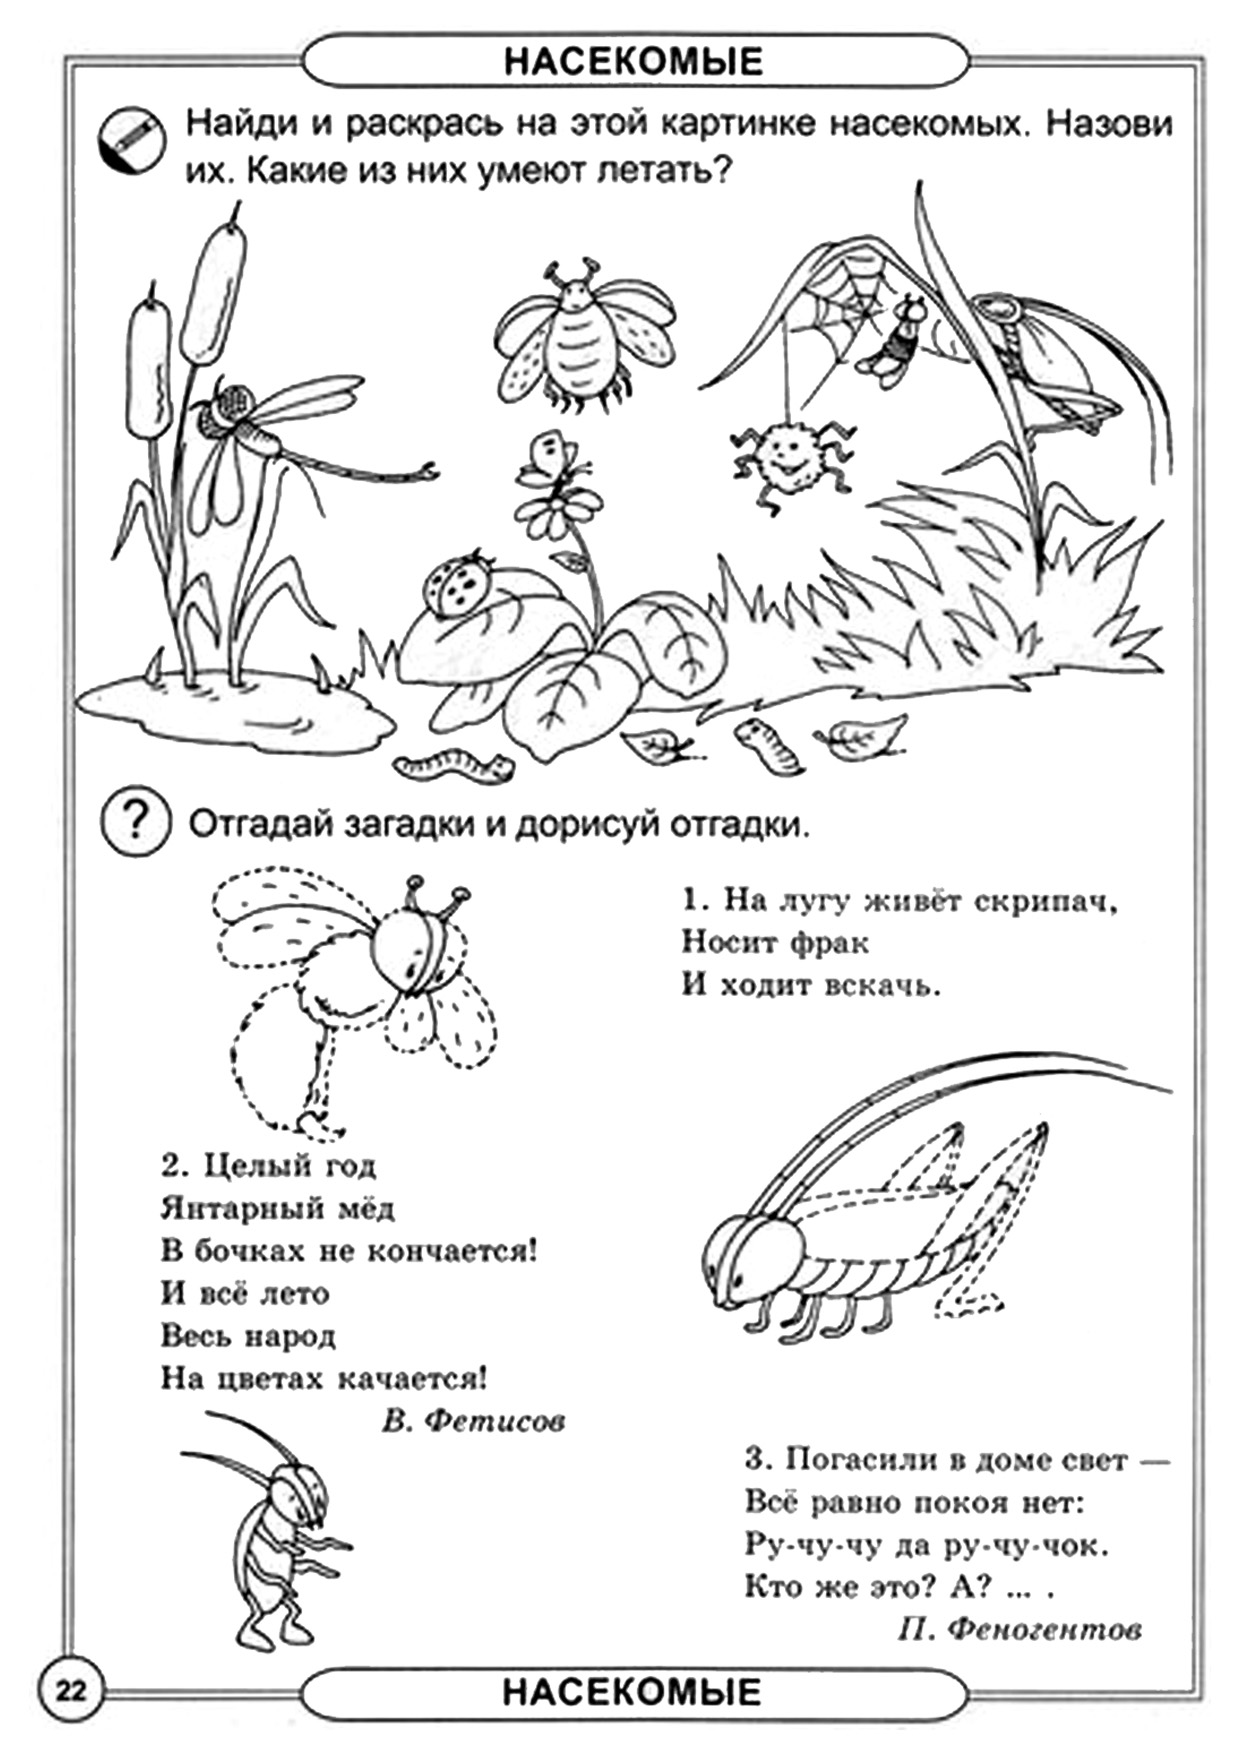 НАСЕКОМЫЕ
Найди и раскрась на этой картинке насекомых. Назови
их. Какие из них умеют летать?
?
Отгадай загадки и дорисуй отгадки.
1. На лугу живёт скрипач,
Носит фрак
И ходит вскачь.
2. Целый год
Янтарный мёд
В бочках не кончается!
И всё лето
Весь народ
На цветах качается!
В. Фетисов
3. Погасили в доме свет —
Всё равно покоя нет:
Ру-чу-чу да ру-чу-чок.
Кто же это? А? ... .
П. Феногентов
22
НАСЕКОМЫЕ